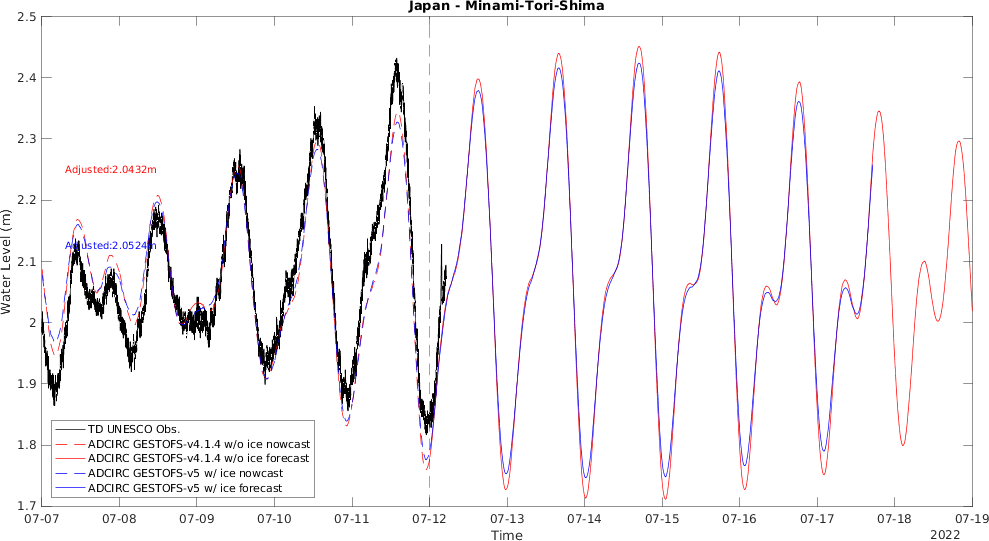 Japan - Minami-Tori-Shima
2.5
2.4
2.3
2.2
2.1
2
1.9
1.8
1.7
Water Level (m)
Adjusted:2.0432m
Adjusted:2.0524m
TD UNESCO Obs.
ADCIRC GESTOFS-v4.1.4 w/o ice nowcast
ADCIRC GESTOFS-v4.1.4 w/o ice forecast
ADCIRC GESTOFS-v5 w/ ice nowcast
ADCIRC GESTOFS-v5 w/ ice forecast
07-07 07-08 07-09 07-10 07-11 07-12 07-13 07-14 07-15 07-16 07-17 07-18 07-19
Time
2022